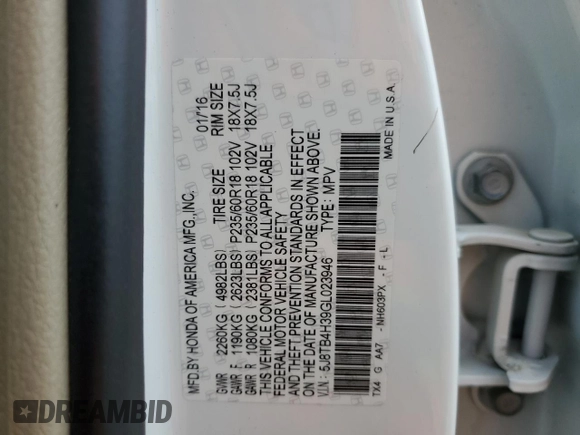 MFD.BY HONDA OF AMERICA MFG.,INC. 01/16
TIRE SIZE RIM SIZE
GVWR 2260KG (4982LBS)
GAWR F 1190KG (2623LBS) P235/60R18 102V 18X7.5J
GAWR R 1080KG (2381LBS) P235/60R18 102V 18X7.5J
THIS VEHICLE CONFORMS TO ALL APPLICABLE
FEDERAL MOTOR VEHICLE SAFETY
AND THEFT PREVENTION STANDARDS IN EFFECT
ON THE DATE OF MANUFACTURE SHOWN ABOVE.
V.I.N.: 5J8TB4H39GL023946 TYPE: MPV
TX4 G AA7 -NH603PX -F -L
MADE IN U.S.A.
DREAMBID